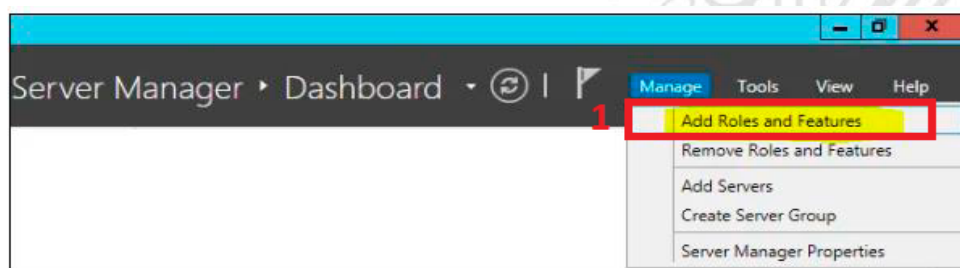 Server Manager ‣ Dashboard
Manage Tools View Help
1 Add Roles and Features
Remove Roles and Features
Add Servers
Create Server Group
Server Manager Properties